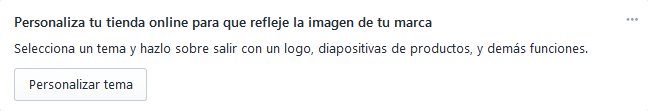 Personaliza tu tienda online para que refleje la imagen de tu marca
Selecciona un tema y hazlo sobre salir con un logo, diapositivas de productos, y demás funciones.
Personalizar tema